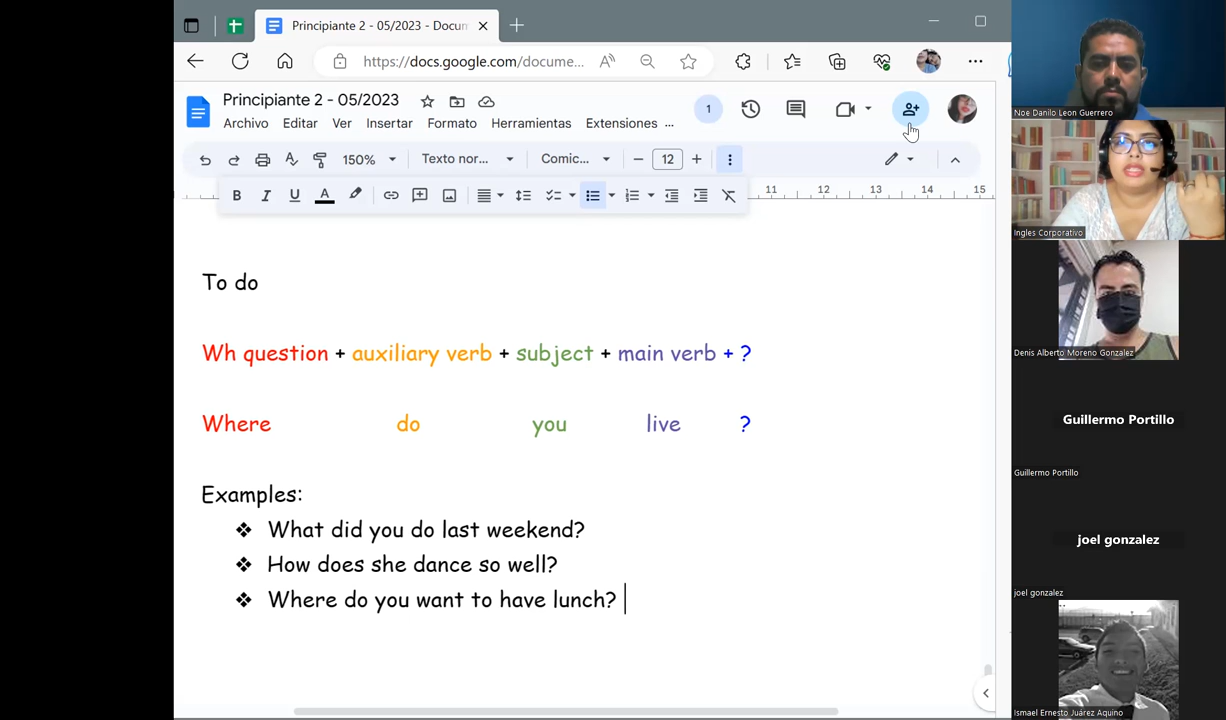 Principiante 2 - 05/2023 - Docum
https://docs.google.com/docume...
Principiante 2 - 05/2023
Archivo Editar Ver Insertar Formato Herramientas Extensiones ...
1
150% Texto nor... Comic... 12
11 12 13 14 15
To do
Wh question + auxiliary verb + subject + main verb + ?
Where do you live ?
Examples:
❖ What did you do last weekend?
❖ How does she dance so well?
❖ Where do you want to have lunch?
Noe Danilo Leon Guerrero
Ingles Corporativo
Denis Alberto Moreno Gonzalez
Guillermo Portillo
Guillermo Portillo
joel gonzalez
joel gonzalez
Ismael Ernesto Juárez Aquino